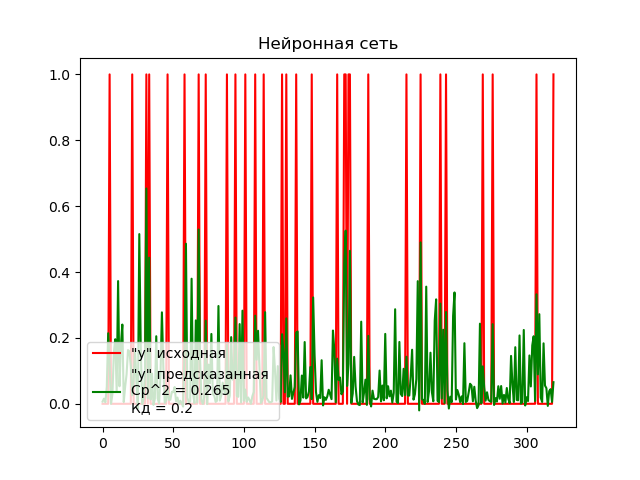 Нейронная сеть
1.0
0.8
0.6
0.4
0.2
0.0
"y" исходная
"y" предсказанная
Ср^2 = 0.265
Кд = 0.2
0 50 100 150 200 250 300